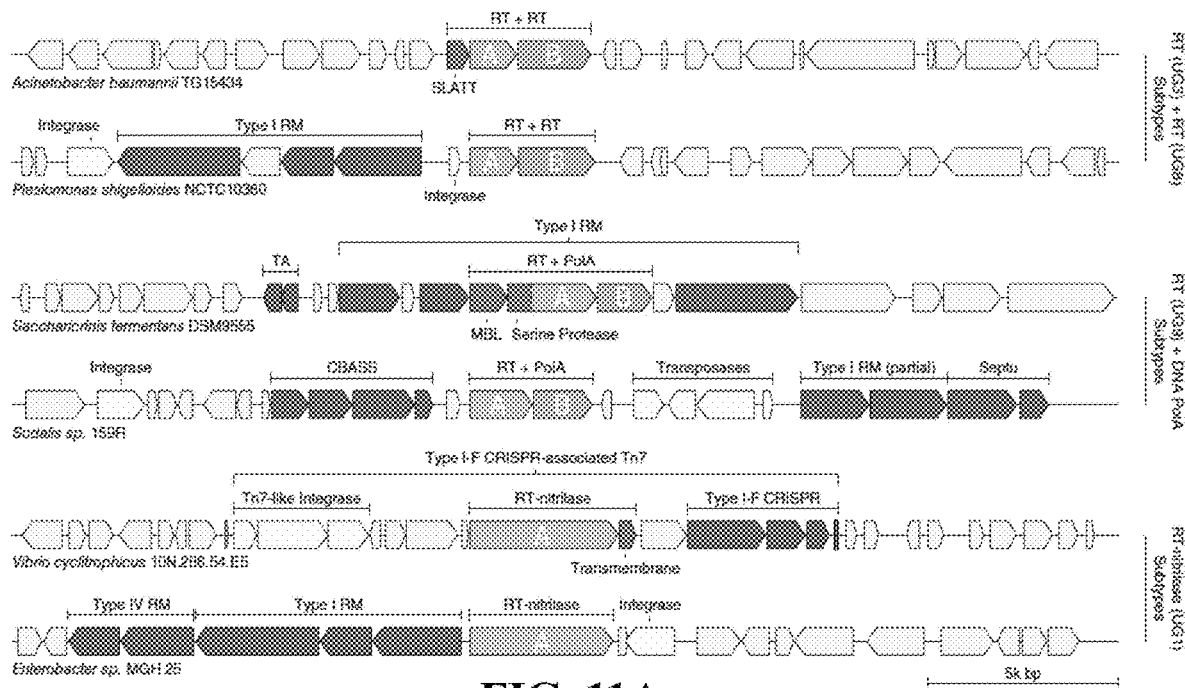 RT + RT
A B
SLATT
Acinetobacter baumannii TG15434
Integrase Type I RM RT + RT
A B
Integrase
Plesiomonas shigelloides NCTC10360
RT (UG3) + RT (UG8)
Subtypes
Type I RM
TA RT + PolA
A B
MBL Serine Protease
Saccharicrinis fermentans DSM9555
Integrase CBASS RT + PolA Transposases Type I RM (partial) Septu
A B
Sodalis sp. 159R
RT (UG9) + DNA PolA
Subtypes
Type I-F CRISPR-associated Tn7
Tn7-like Integrase RT-nitrilase Type I-F CRISPR
A
Transmembrane
Vibrio cyclitrophicus 10N.286.54.E5
Type IV RM Type I RM RT-nitrilase Integrase
A
Enterobacter sp. MGH 25
RT-nitrilase (UG1)
Subtypes
5k bp
FIG. 11A